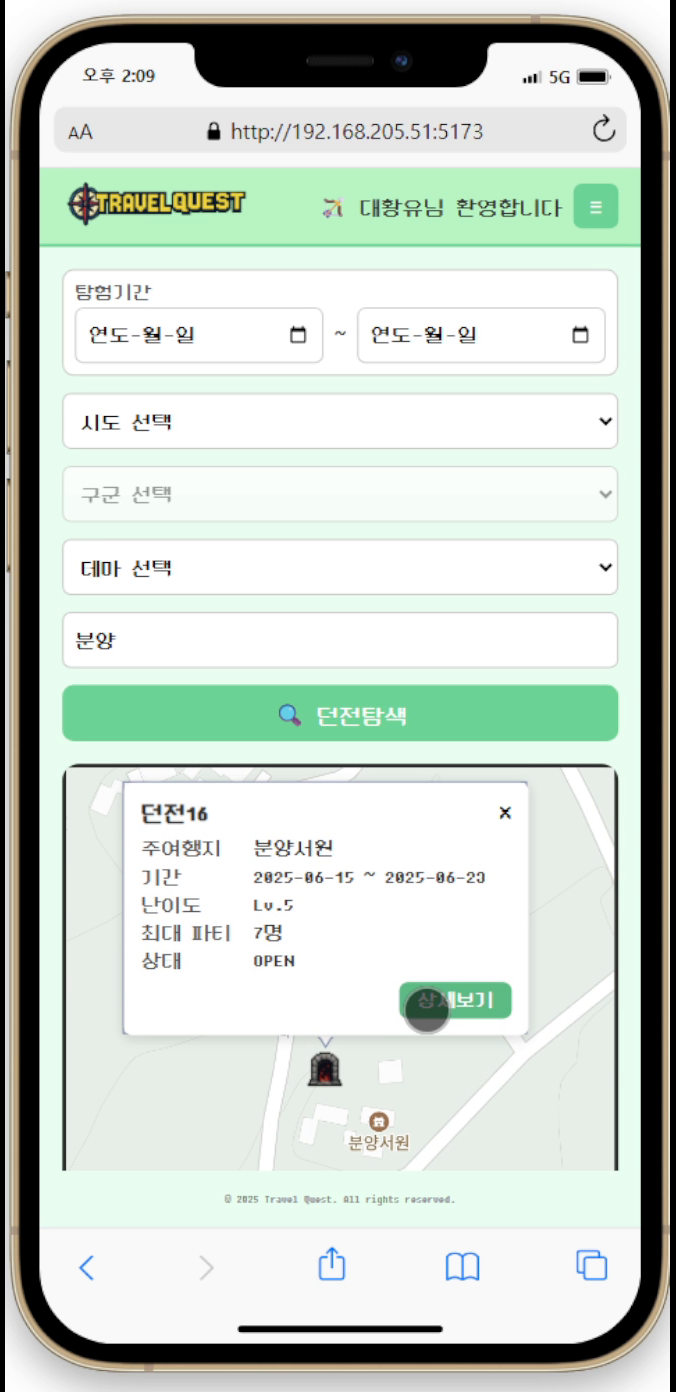 오후 2:09
5G
AA
http://192.168.205.51:5173
TRAVEL QUEST
대황유님 환영합니다
탐험기간
연도-월-일 ~ 연도-월-일
시도 선택
구군 선택
테마 선택
분양
던전탐색
던전16
×
주여행지 분양서원
기간 2025-06-15 ~ 2025-06-23
난이도 Lv.5
최대 파티 7명
상태 OPEN
상세보기
분양서원
© 2025 Travel Quest. All rights reserved.